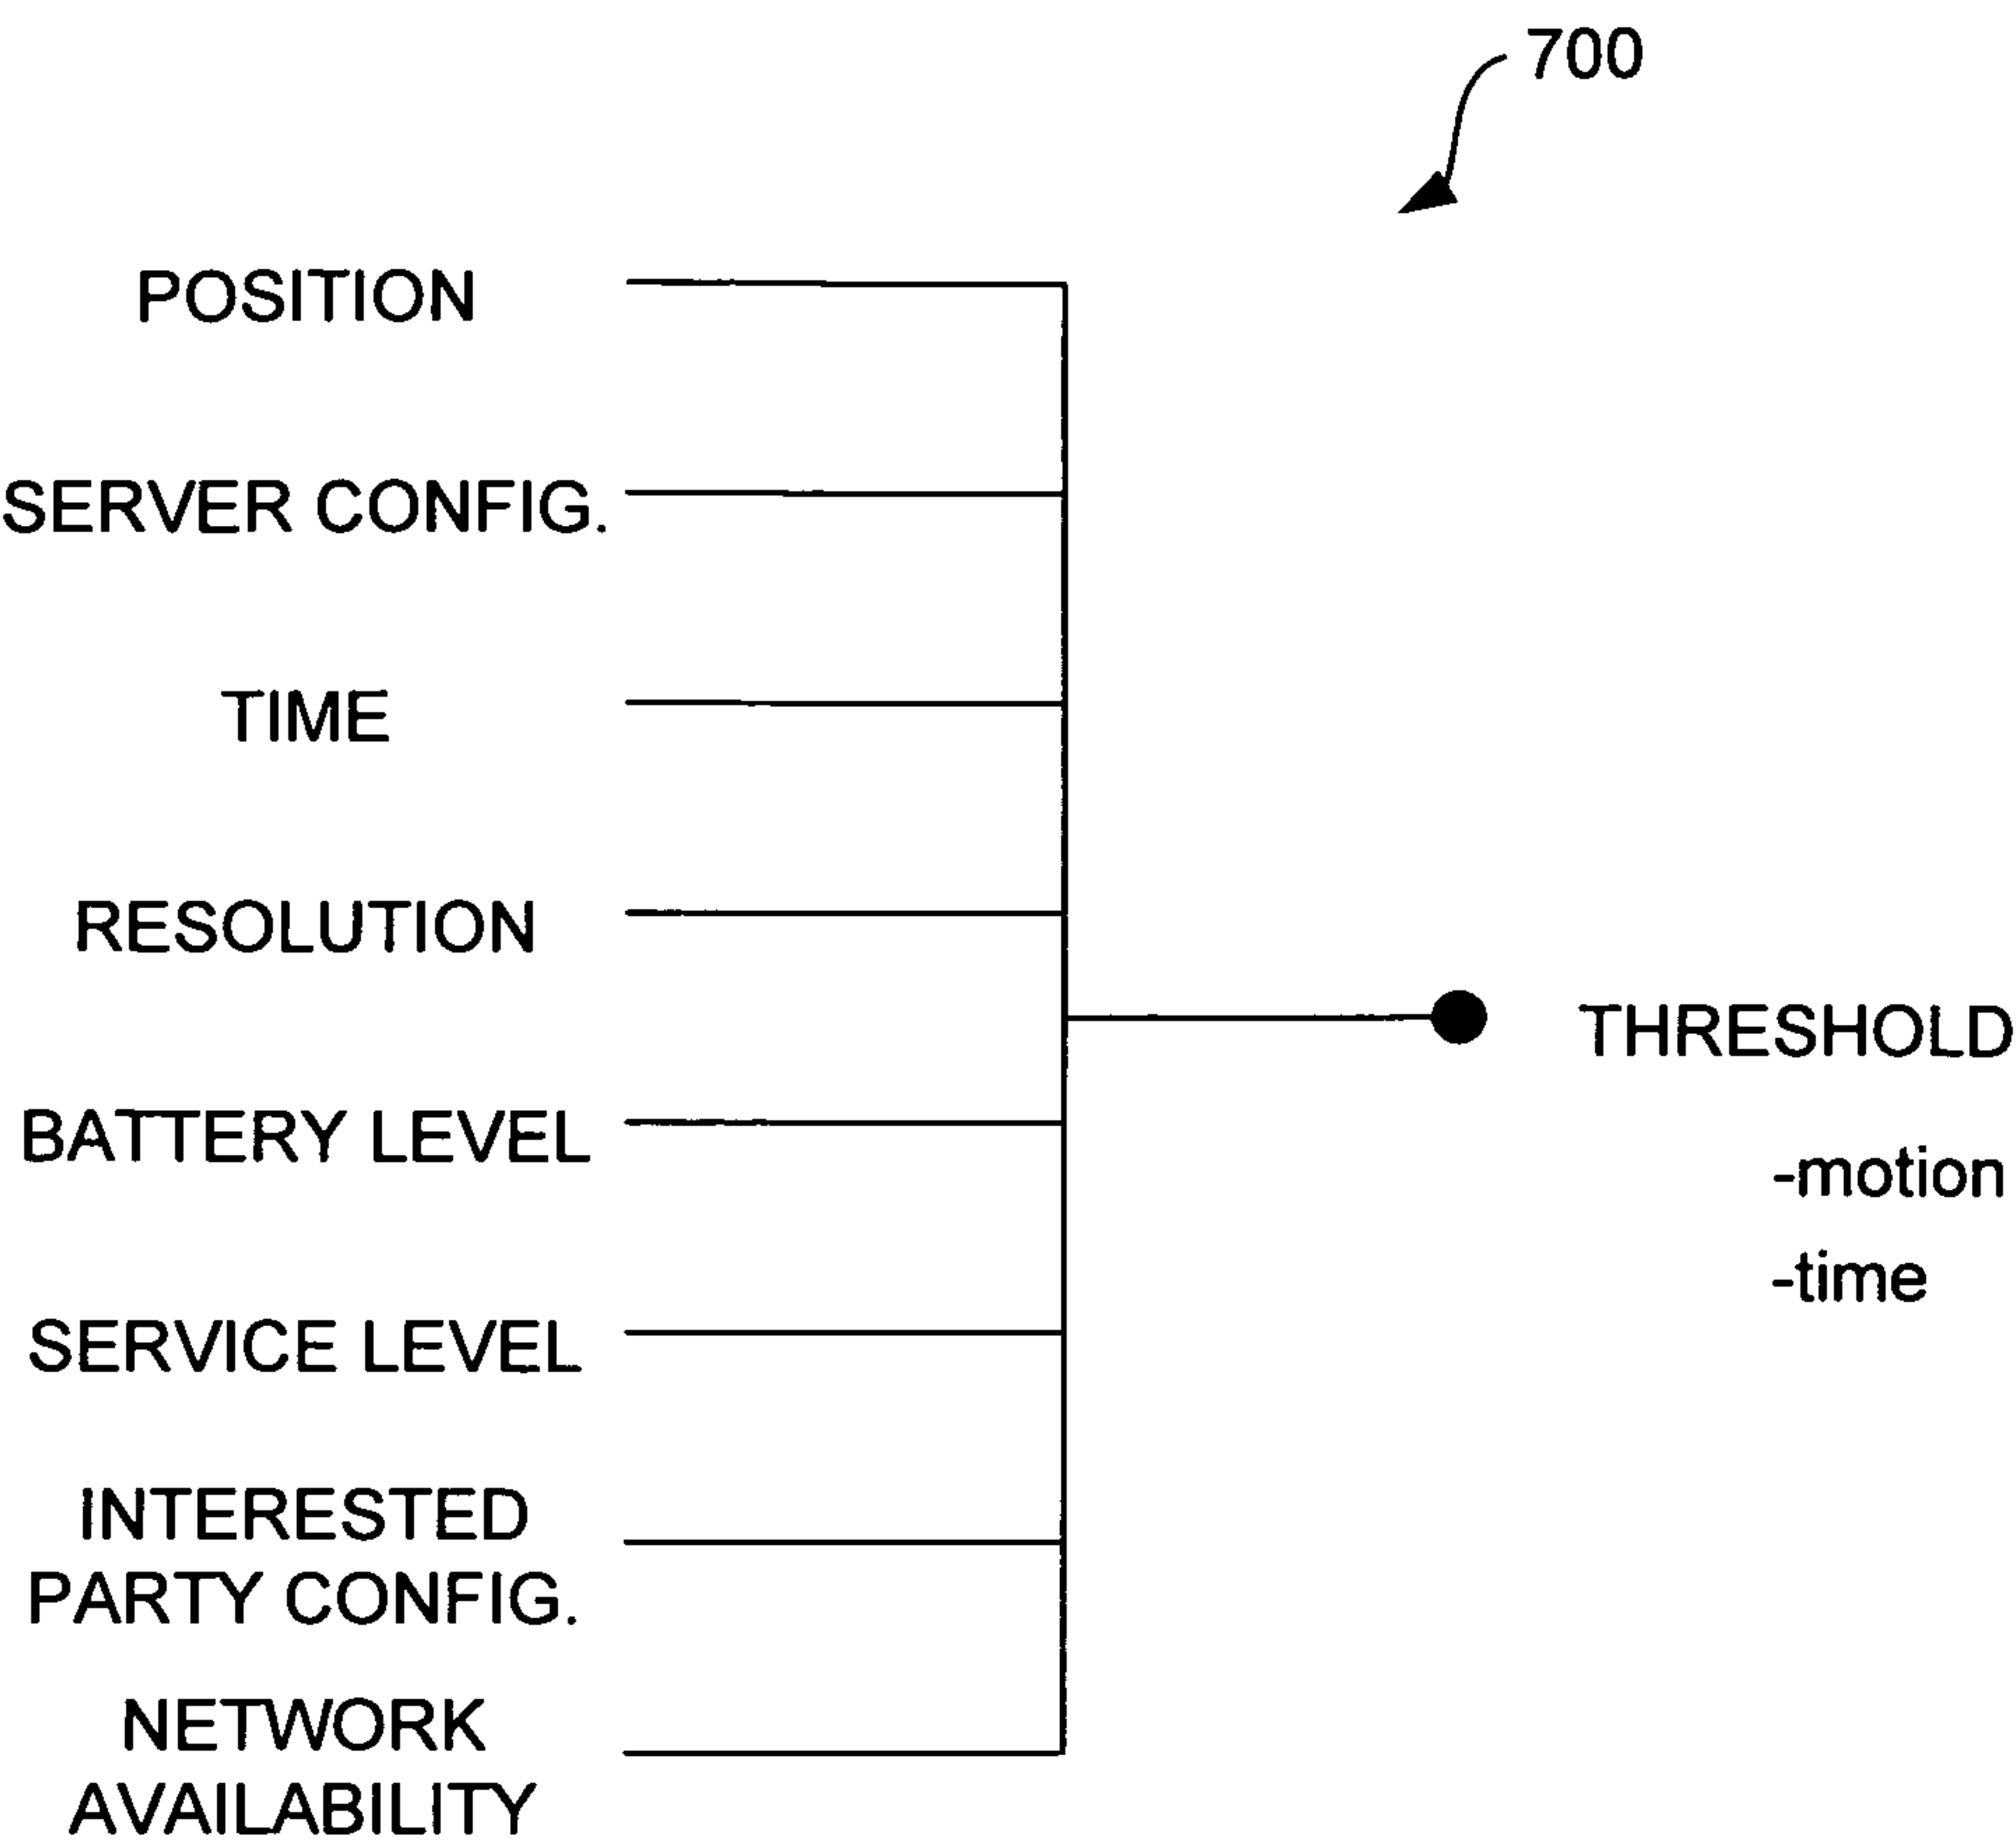 700
POSITION
SERVER CONFIG.
TIME
RESOLUTION
THRESHOLD
-motion
-time
BATTERY LEVEL
SERVICE LEVEL
INTERESTED
PARTY CONFIG.
NETWORK
AVAILABILITY